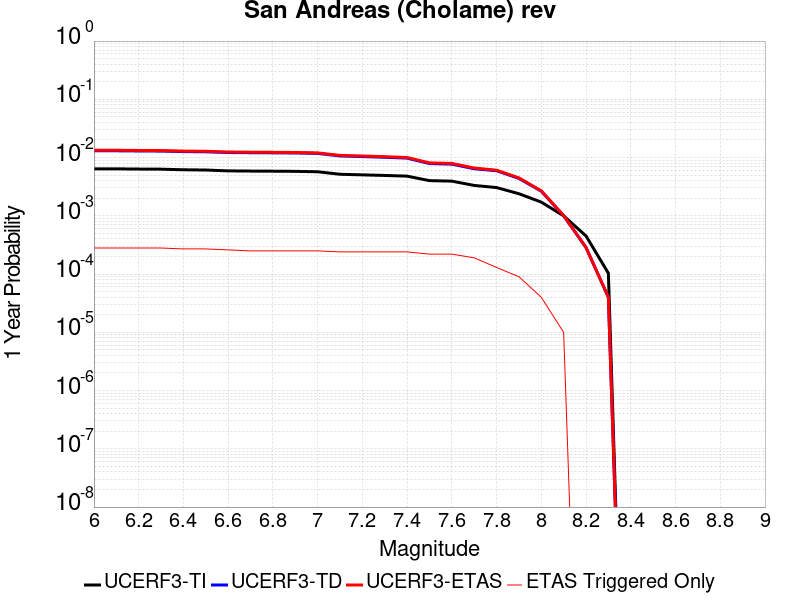 San Andreas (Cholame) rev
10^0
10^-1
10^-2
10^-3
10^-4
10^-5
10^-6
10^-7
10^-8
1 Year Probability
6 6.2 6.4 6.6 6.8 7 7.2 7.4 7.6 7.8 8 8.2 8.4 8.6 8.8 9
Magnitude
UCERF3-TI UCERF3-TD UCERF3-ETAS ETAS Triggered Only